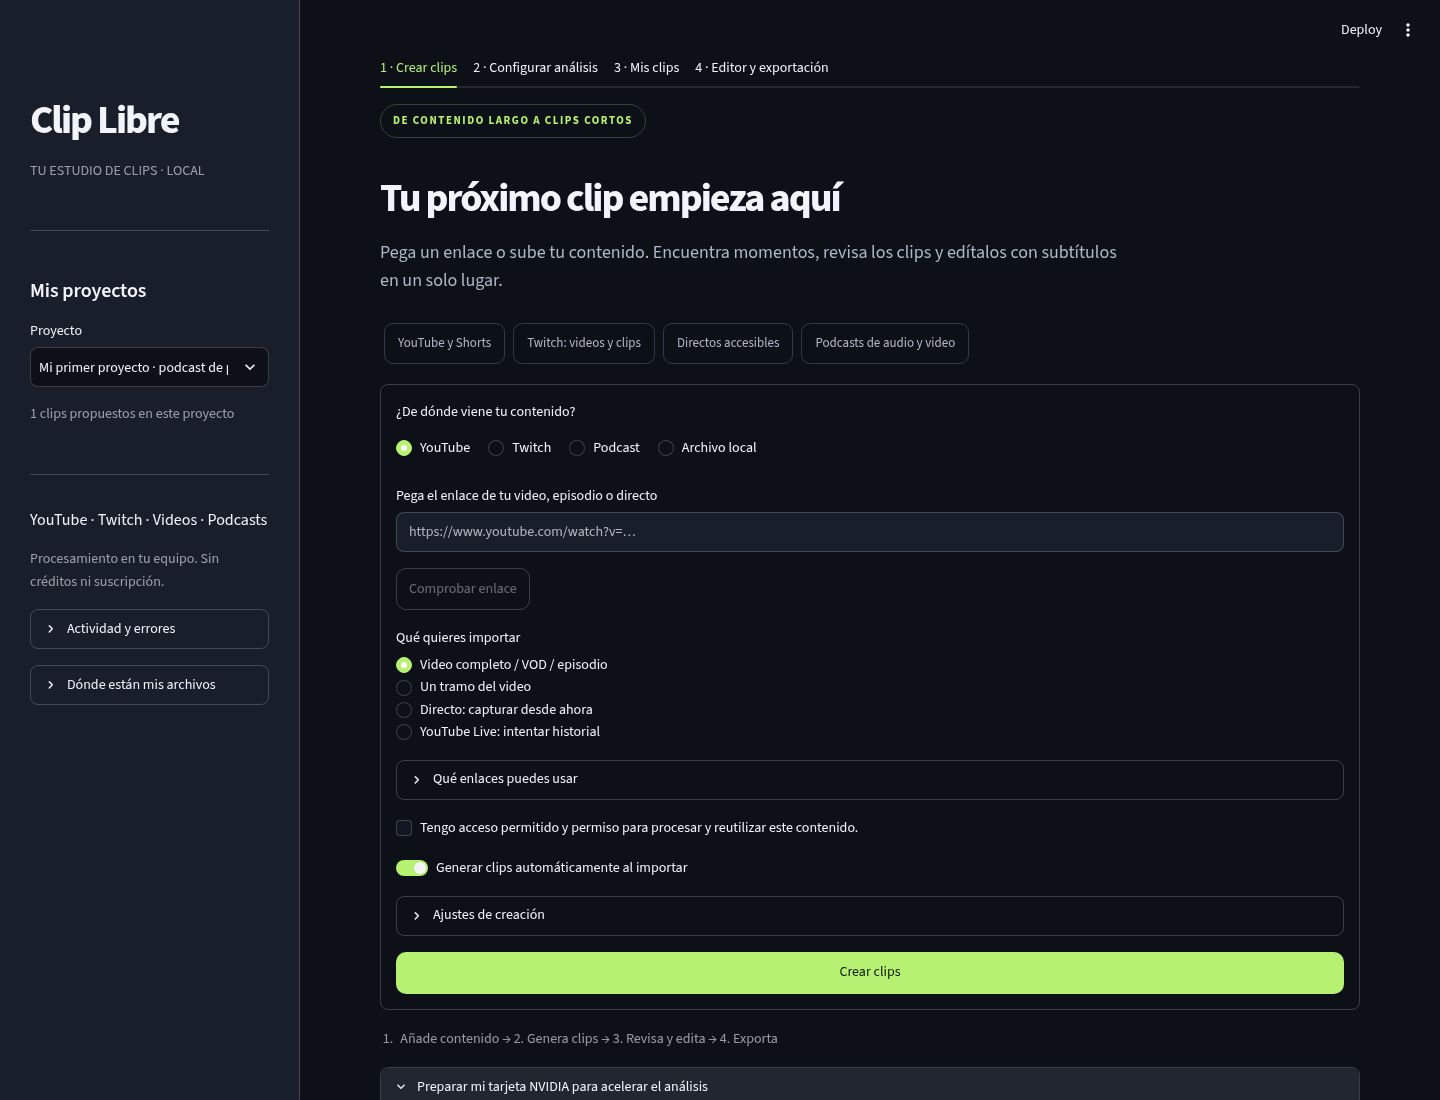 Deploy
1 · Crear clips
2 · Configurar análisis
3 · Mis clips
4 · Editor y exportación
Clip Libre
TU ESTUDIO DE CLIPS · LOCAL
Mis proyectos
Proyecto
Mi primer proyecto · podcast de
1 clips propuestos en este proyecto
YouTube · Twitch · Videos · Podcasts
Procesamiento en tu equipo. Sin
créditos ni suscripción.
Actividad y errores
Dónde están mis archivos
DE CONTENIDO LARGO A CLIPS CORTOS
Tu próximo clip empieza aquí
Pega un enlace o sube tu contenido. Encuentra momentos, revisa los clips y edítalos con subtítulos
en un solo lugar.
YouTube y Shorts
Twitch: videos y clips
Directos accesibles
Podcasts de audio y video
¿De dónde viene tu contenido?
YouTube
Twitch
Podcast
Archivo local
Pega el enlace de tu video, episodio o directo
https://www.youtube.com/watch?v=…
Comprobar enlace
Qué quieres importar
Video completo / VOD / episodio
Un tramo del video
Directo: capturar desde ahora
YouTube Live: intentar historial
Qué enlaces puedes usar
Tengo acceso permitido y permiso para procesar y reutilizar este contenido.
Generar clips automáticamente al importar
Ajustes de creación
Crear clips
1. Añade contenido → 2. Genera clips → 3. Revisa y edita → 4. Exporta
Preparar mi tarjeta NVIDIA para acelerar el análisis